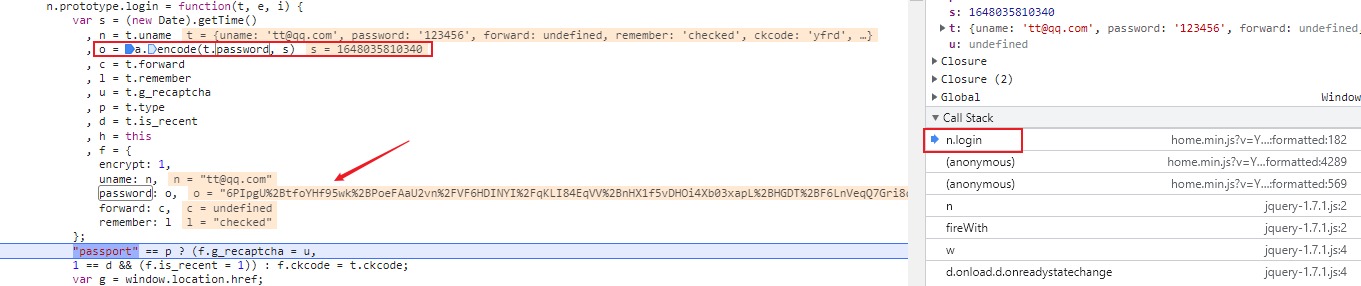 n.prototype.login = function(t, e, i) {
var s = (new Date).getTime()
, n = t.uname t = {uname: 'tt@qq.com', password: '123456', forward: undefined, remember: 'checked', ckcode: 'yfrd', …}
, o = a.encode(t.password, s) s = 1648035810340
, c = t.forward
, l = t.remember
, u = t.g_recaptcha
, p = t.type
, d = t.is_recent
, h = this
, f = {
encrypt: 1,
uname: n, n = "tt@qq.com"
password: o, o = "6PIpgU%2BtfoYHf95wk%2BPoeFAaU2vn%2FVF6HDINYI%2FqKLI84EqVV%2BnHX1f5vDHOi4Xb03xapL%2BHGDT%2BF6LnVeqQ7Gri8
forward: c, c = undefined
remember: l l = "checked"
};
"passport" == p ? (f.g_recaptcha = u,
1 == d && (f.is_recent = 1)) : f.ckcode = t.ckcode;
var g = window.location.href;
s: 1648035810340
t: {uname: 'tt@qq.com', password: '123456', forward: undefined,
u: undefined
Closure
Closure (2)
Global Window
Call Stack
n.login home.min.js?v=Y…:formatted:182
(anonymous) home.min.js?v=Y…formatted:4289
(anonymous) home.min.js?v=Y…:formatted:569
n jquery-1.7.1.js:2
fireWith jquery-1.7.1.js:2
w jquery-1.7.1.js:4
d.onload.d.onreadystatechange jquery-1.7.1.js:4